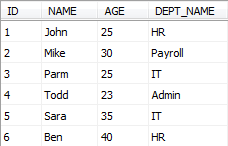 ID NAME AGE DEPT_NAME
1 John 25 HR
2 Mike 30 Payroll
3 Parm 25 IT
4 Todd 23 Admin
5 Sara 35 IT
6 Ben 40 HR